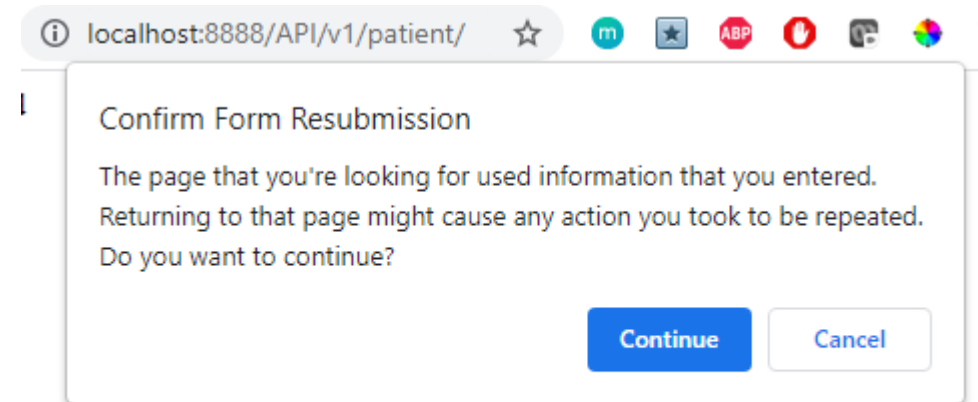 localhost:8888/API/v1/patient/
m ABP
Confirm Form Resubmission
The page that you're looking for used information that you entered.
Returning to that page might cause any action you took to be repeated.
Do you want to continue?
Continue Cancel